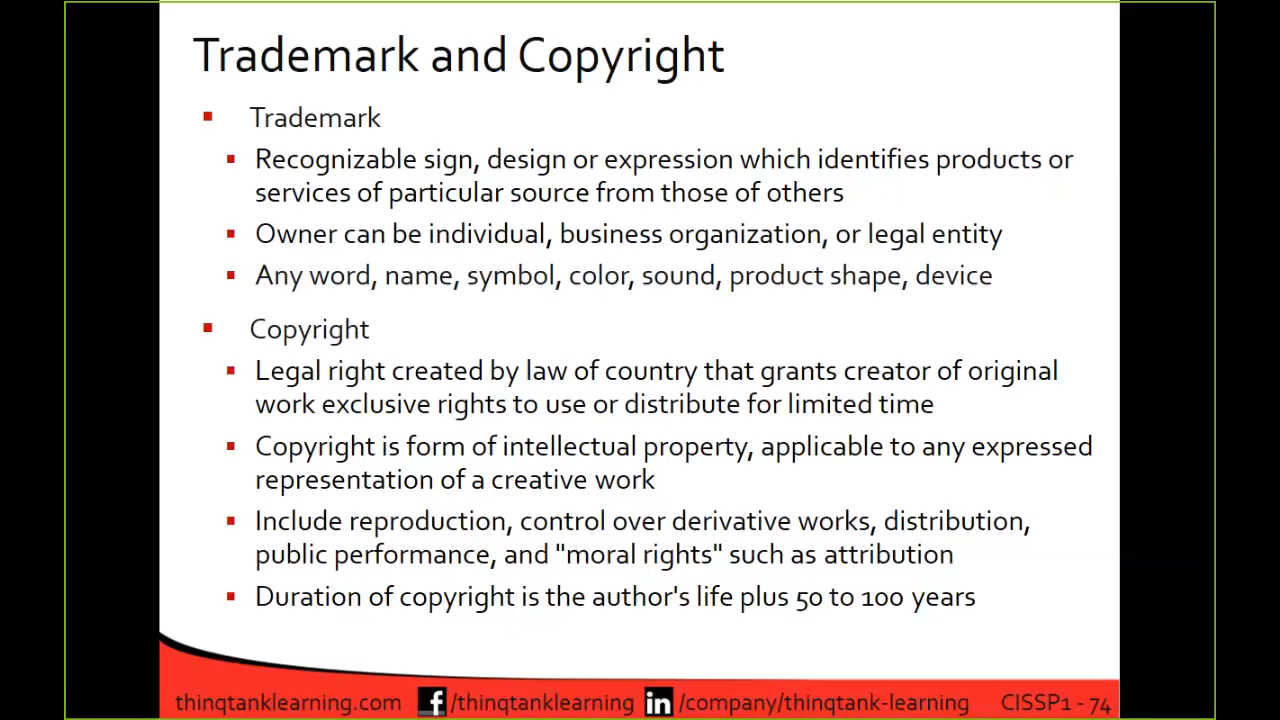 Trademark and Copyright
Trademark
Recognizable sign, design or expression which identifies products or
services of particular source from those of others
Owner can be individual, business organization, or legal entity
Any word, name, symbol, color, sound, product shape, device
Copyright
Legal right created by law of country that grants creator of original
work exclusive rights to use or distribute for limited time
Copyright is form of intellectual property, applicable to any expressed
representation of a creative work
Include reproduction, control over derivative works, distribution,
public performance, and "moral rights" such as attribution
Duration of copyright is the author's life plus 50 to 100 years
thinqtanklearning.com f /thinqtanklearning in /company/thinqtank-learning CISSP1 - 74